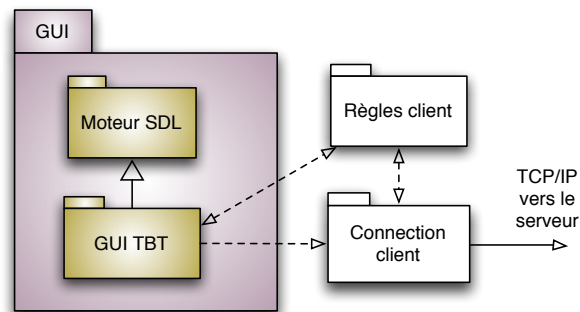 GUI
Moteur SDL
Règles client
TCP/IP
vers le
serveur
GUI TBT
Connection
client